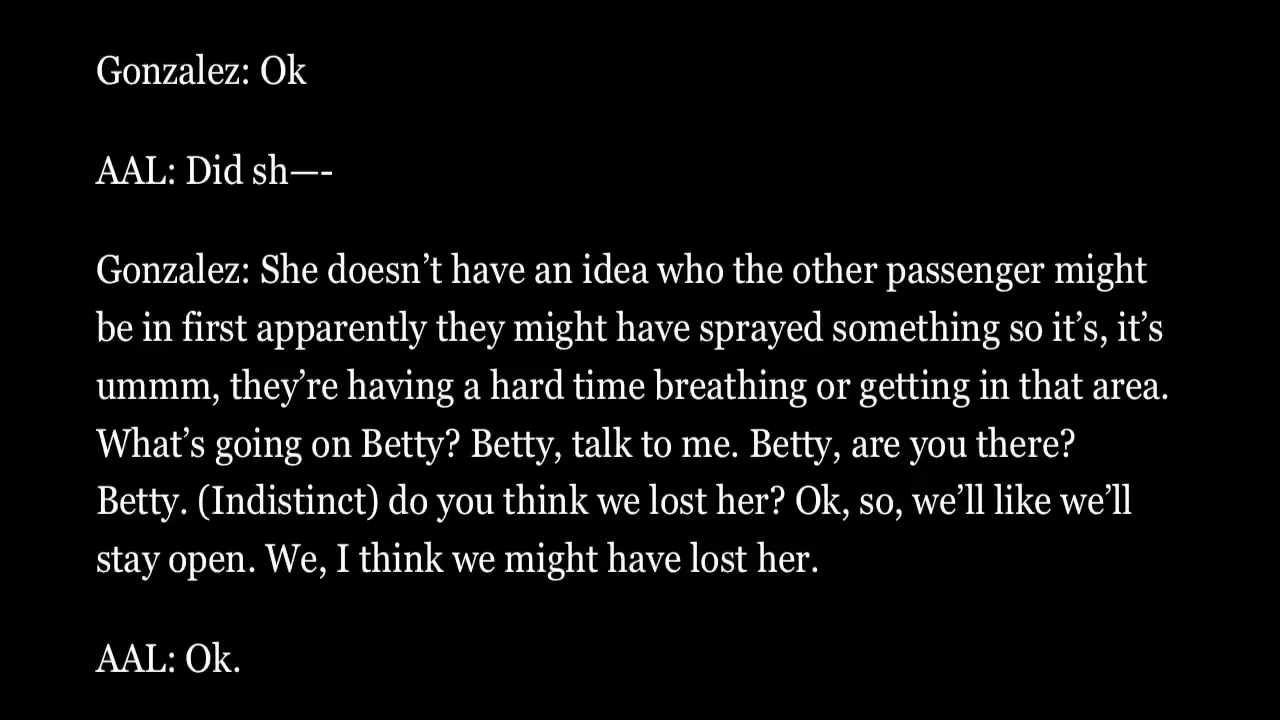 Gonzalez: Ok
AAL: Did sh—-
Gonzalez: She doesn’t have an idea who the other passenger might
be in first apparently they might have sprayed something so it’s, it’s
ummm, they’re having a hard time breathing or getting in that area.
What’s going on Betty? Betty, talk to me. Betty, are you there?
Betty. (Indistinct) do you think we lost her? Ok, so, we’ll like we’ll
stay open. We, I think we might have lost her.
AAL: Ok.